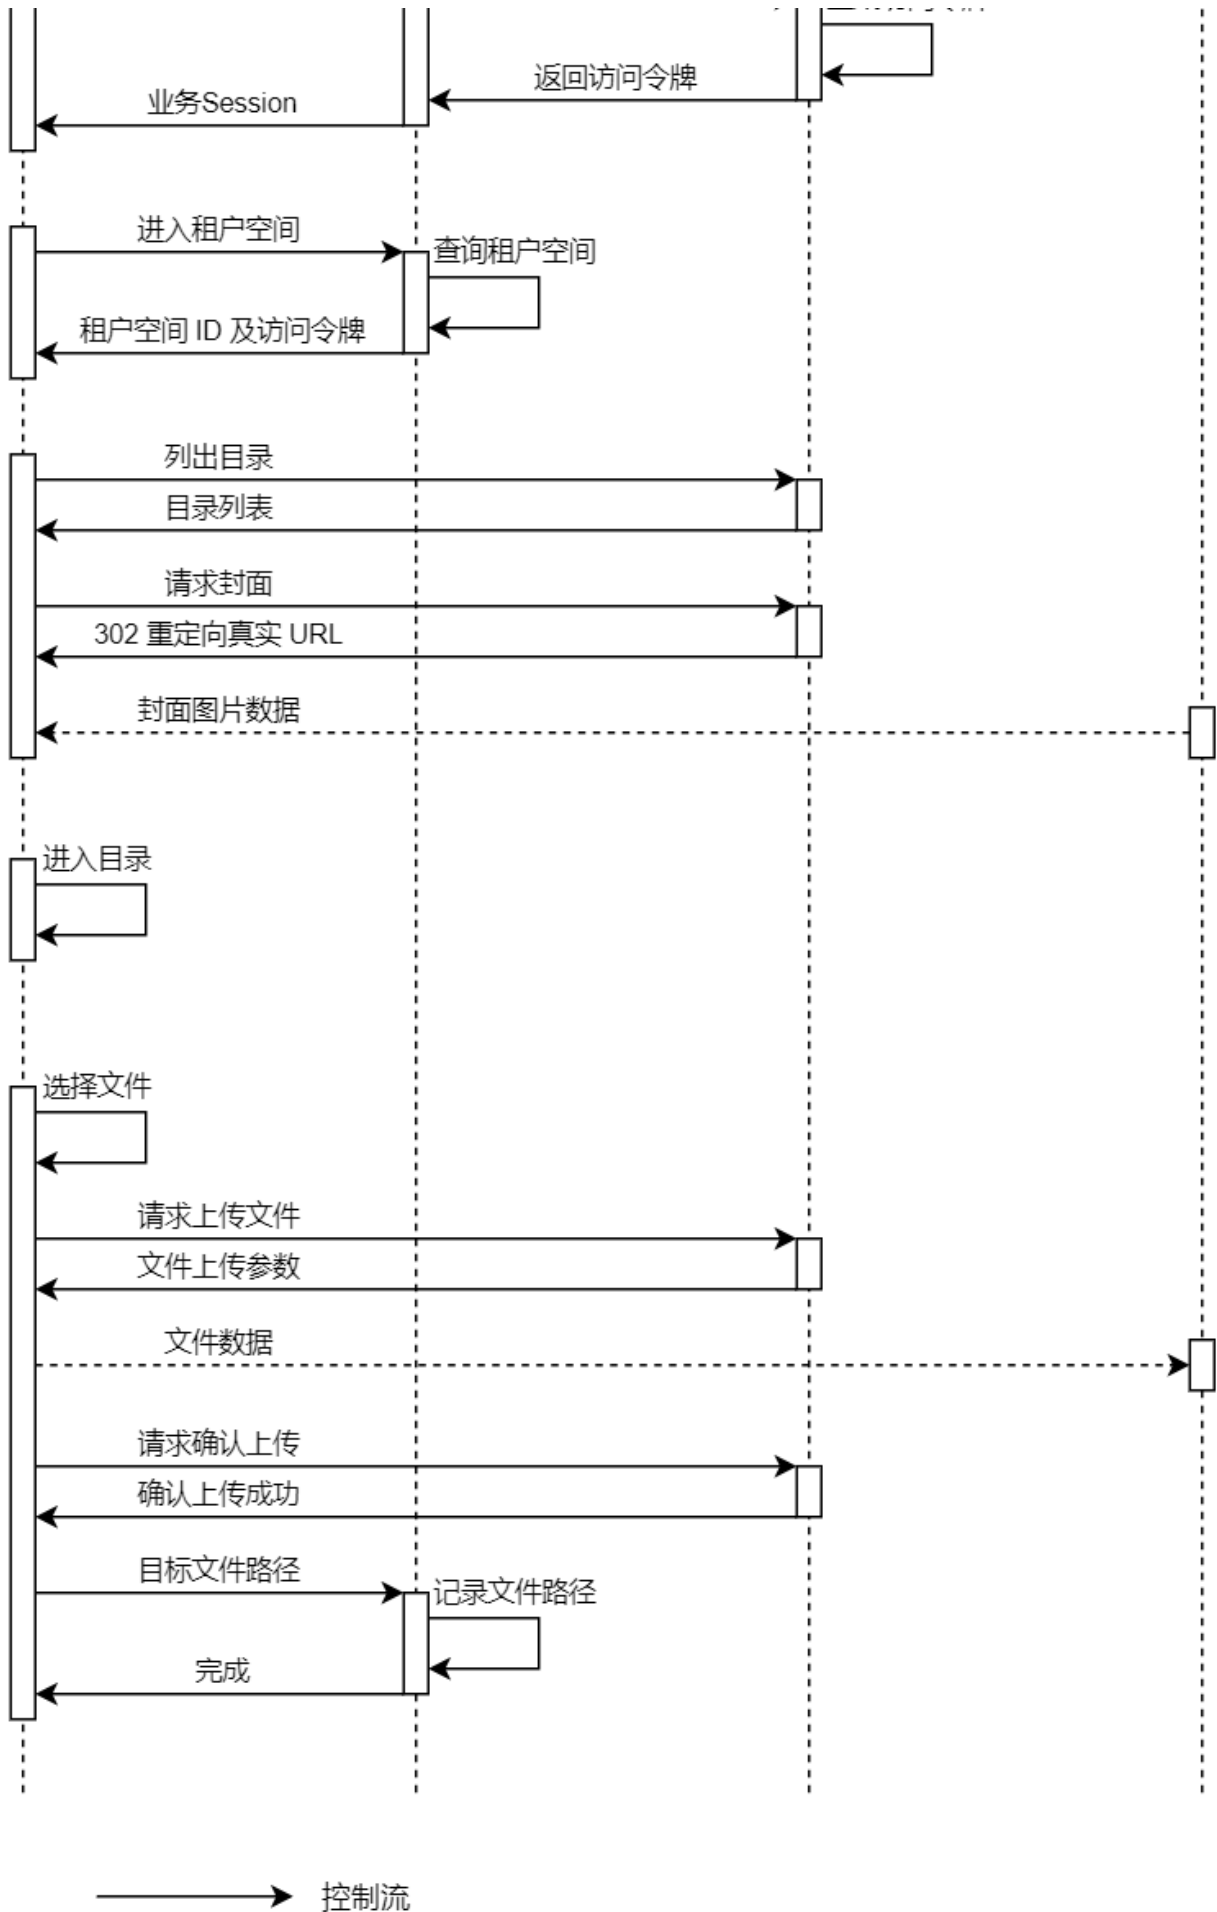 返回访问令牌
业务Session
进入租户空间
查询租户空间
租户空间 ID 及访问令牌
列出目录
目录列表
请求封面
302 重定向真实 URL
封面图片数据
进入目录
选择文件
请求上传文件
文件上传参数
文件数据
请求确认上传
确认上传成功
目标文件路径
记录文件路径
完成
控制流